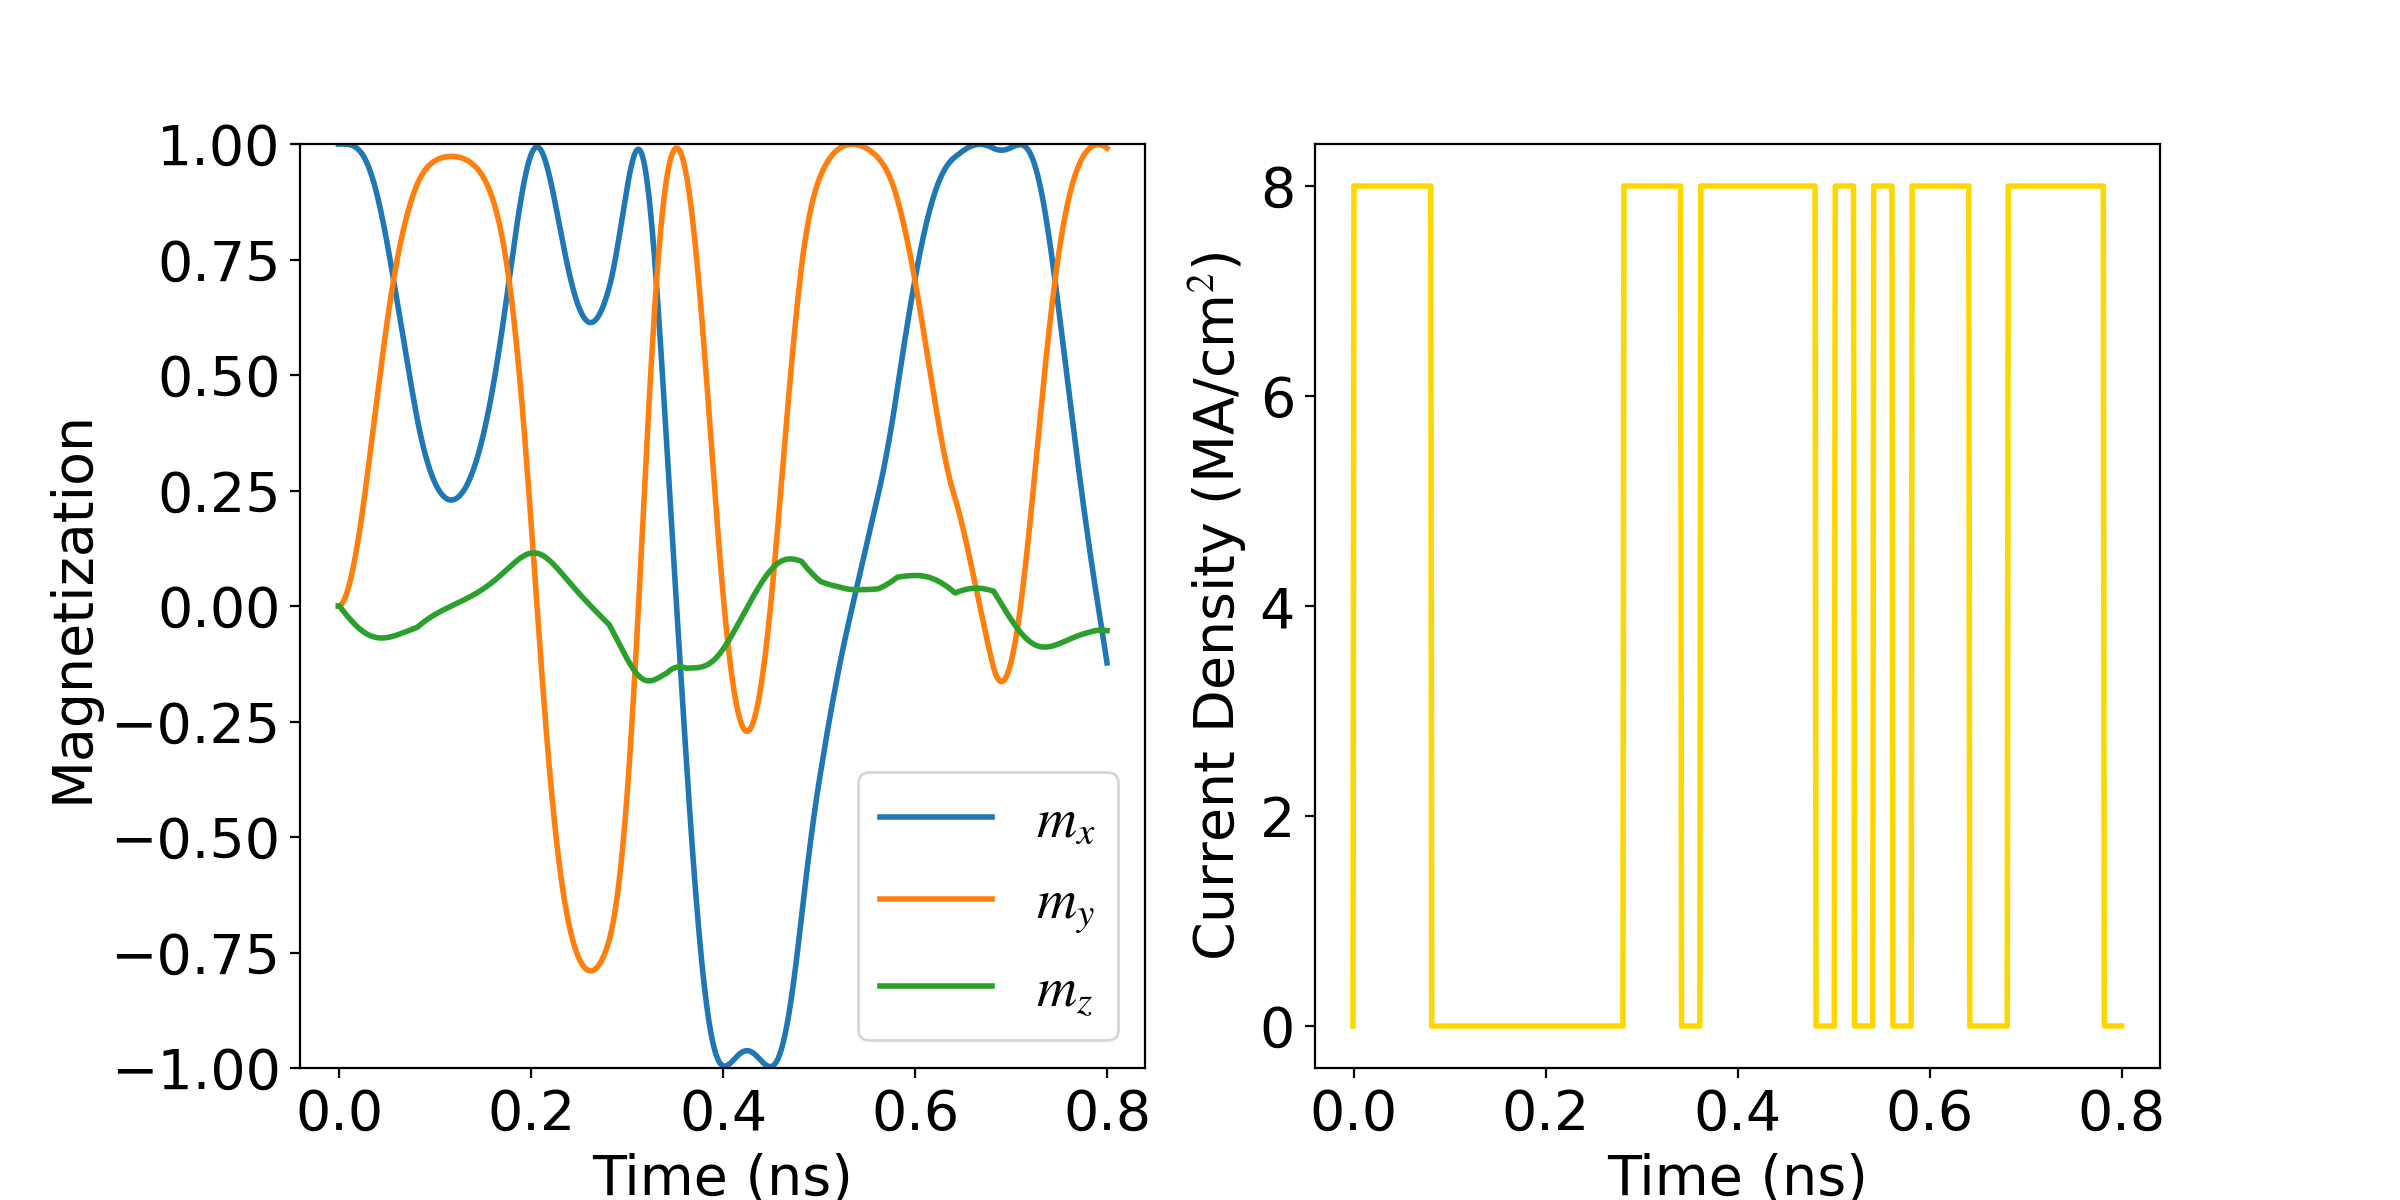 1.00
0.75
0.50
0.25
0.00
−0.25
−0.50
−0.75
−1.00
Magnetization
0.0 0.2 0.4 0.6 0.8
Time (ns)
m_x
m_y
m_z
8
6
4
2
0
Current Density (MA/cm²)
0.0 0.2 0.4 0.6 0.8
Time (ns)